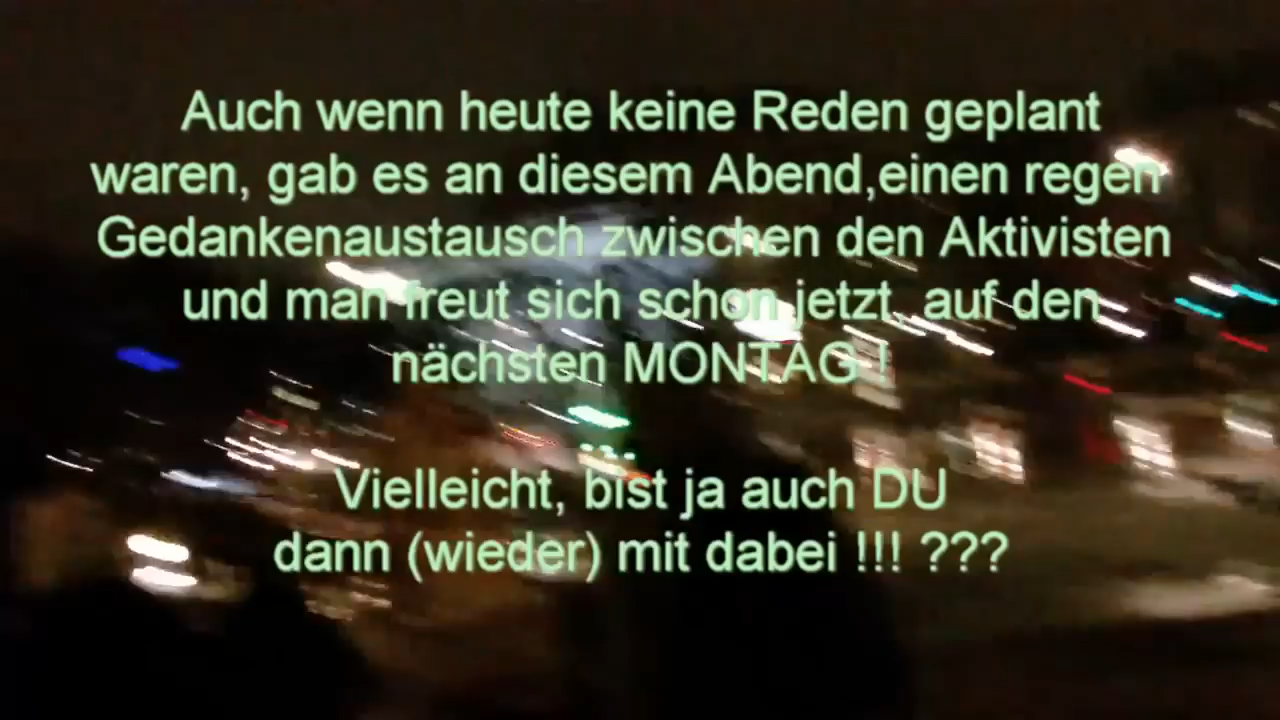 Auch wenn heute keine Reden geplant
waren, gab es an diesem Abend,einen regen
Gedankenaustausch zwischen den Aktivisten
und man freut sich schon jetzt, auf den
nächsten MONTAG !
Vielleicht, bist ja auch DU
dann (wieder) mit dabei !!! ???